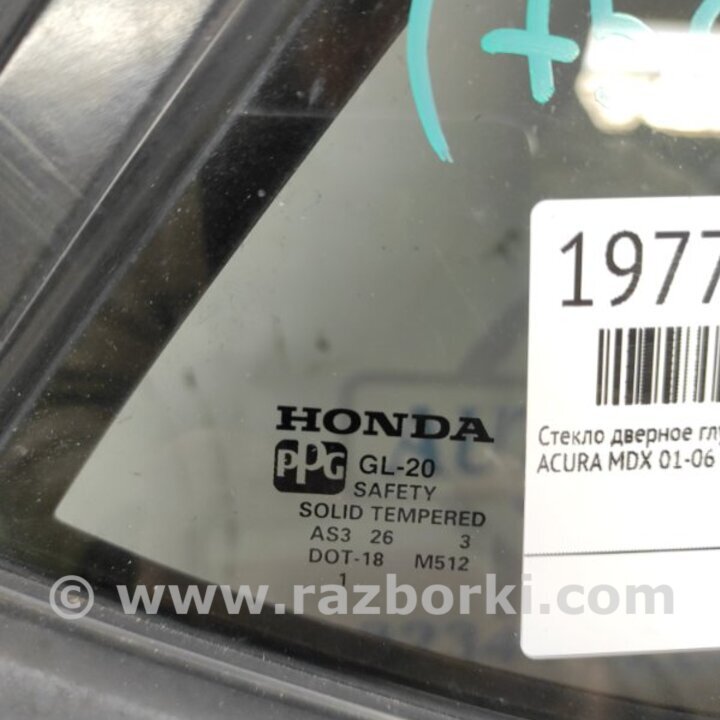 1977
Стекло дверное
ACURA MDX 01-06
HONDA
PPG GL-20
SAFETY
SOLID TEMPERED
AS3 26 3
DOT-18 M512
1
© www.razborki.com